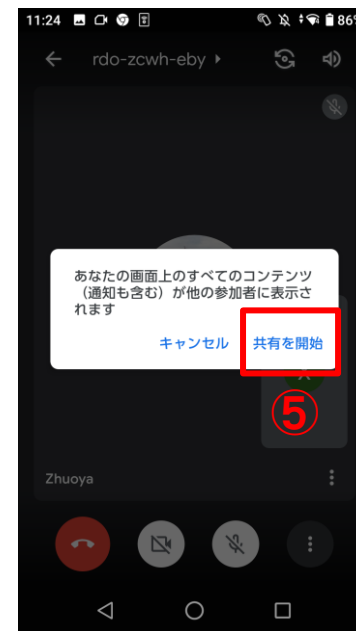 11:24
86%
rdo-zcwh-eby
あなたの画面上のすべてのコンテンツ
（通知も含む）が他の参加者に表示さ
れます
キャンセル 共有を開始
⑤
Zhuoya